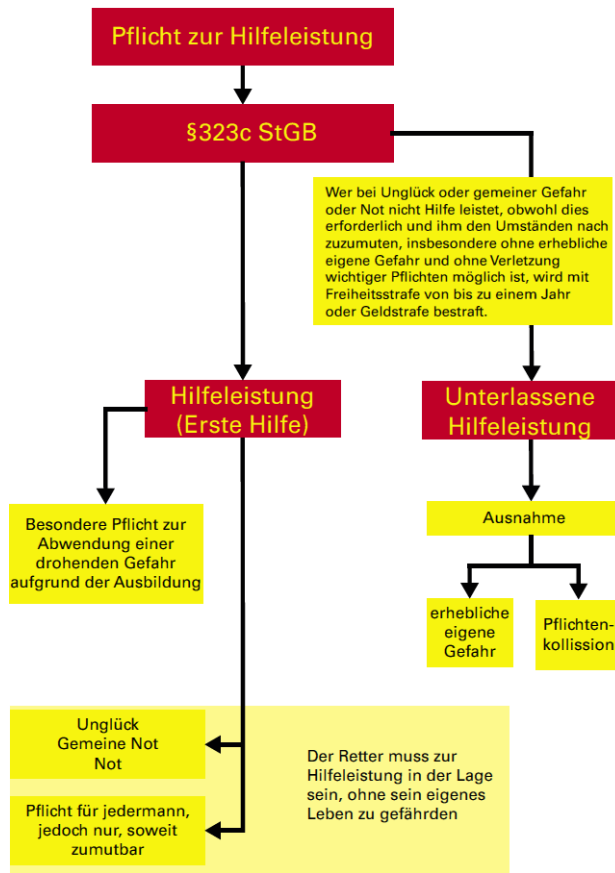 Pflicht zur Hilfeleistung
§323c StGB
Wer bei Unglück oder gemeiner Gefahr
oder Not nicht Hilfe leistet, obwohl dies
erforderlich und ihm den Umständen nach
zuzumuten, insbesondere ohne erhebliche
eigene Gefahr und ohne Verletzung
wichtiger Pflichten möglich ist, wird mit
Freiheitsstrafe von bis zu einem Jahr
oder Geldstrafe bestraft.
Hilfeleistung
(Erste Hilfe)
Unterlassene
Hilfeleistung
Besondere Pflicht zur
Abwendung einer
drohenden Gefahr
aufgrund der Ausbildung
Ausnahme
erhebliche
eigene
Gefahr
Pflichten-
kollission
Unglück
Gemeine Not
Not
Pflicht für jedermann,
jedoch nur, soweit
zumutbar
Der Retter muss zur
Hilfeleistung in der Lage
sein, ohne sein eigenes
Leben zu gefährden